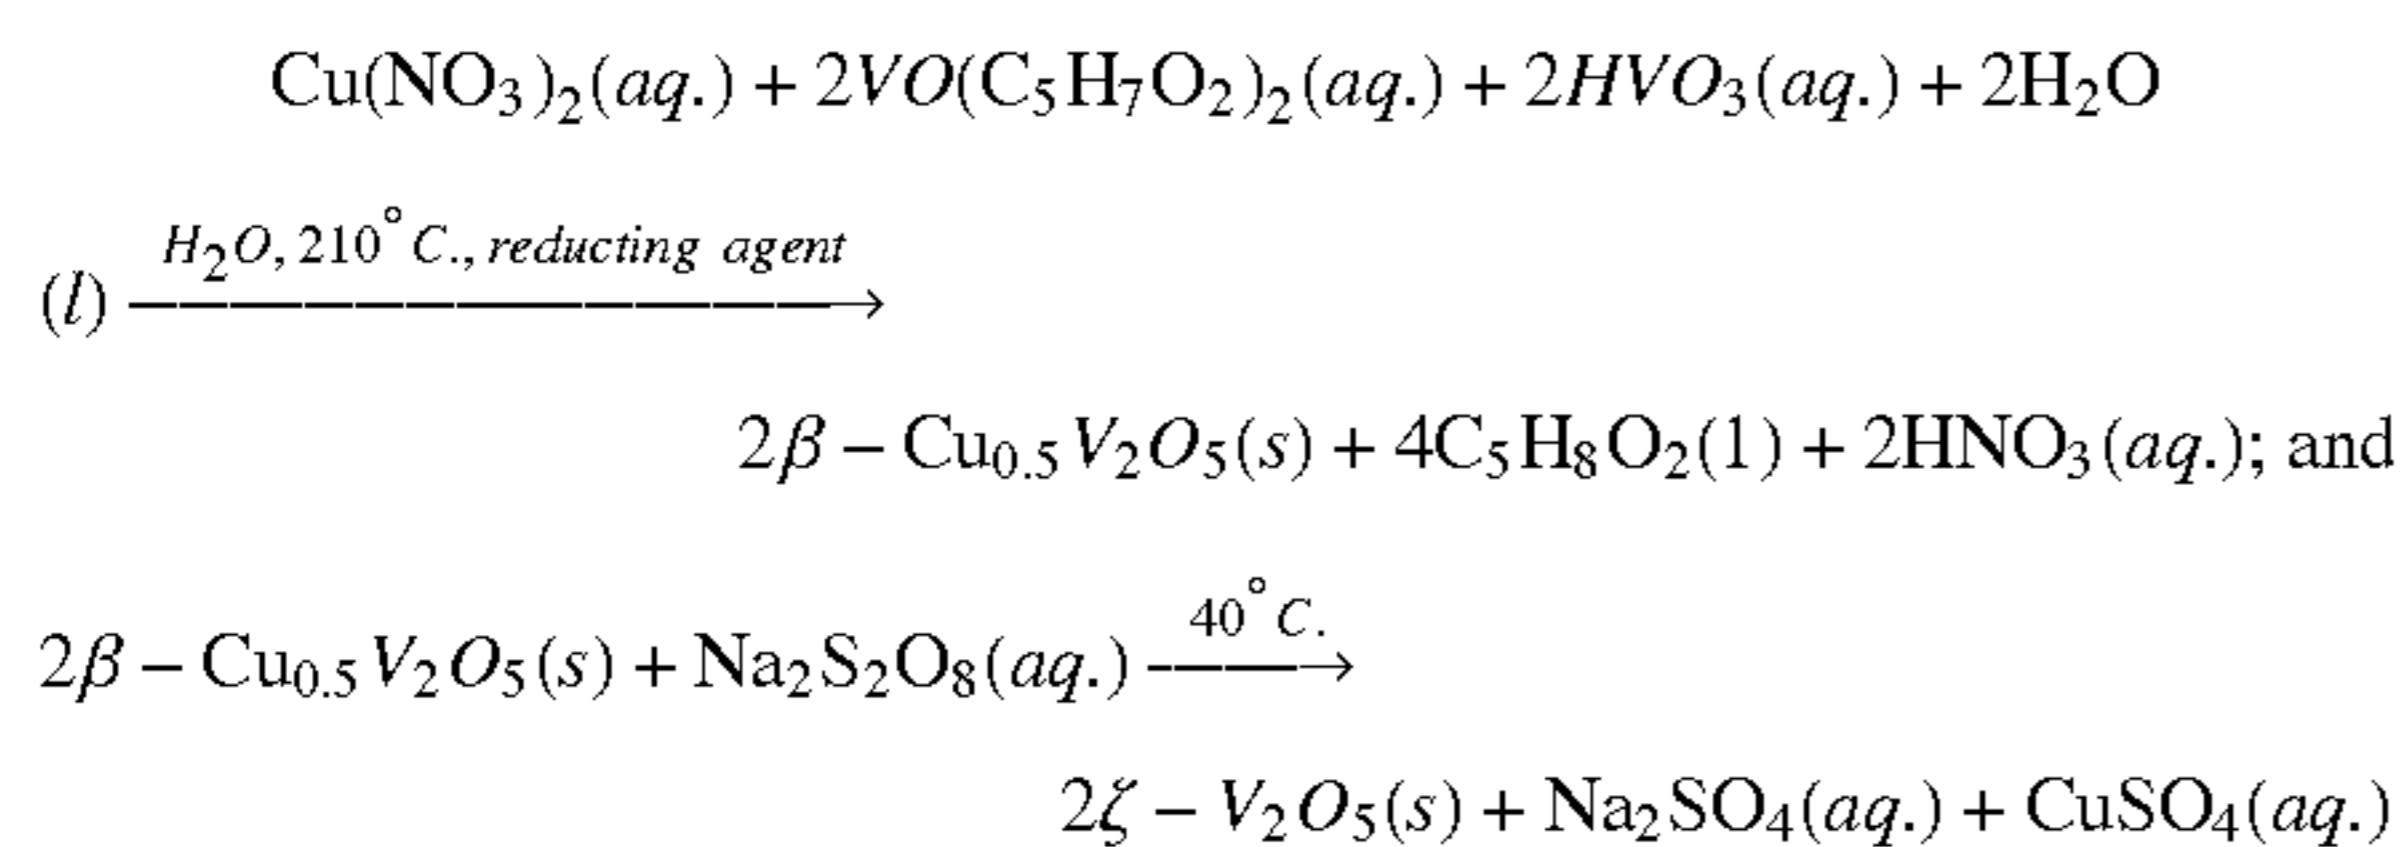 Cu(NO₃)₂(aq.) + 2VO(C₅H₇O₂)₂(aq.) + 2HVO₃(aq.) + 2H₂O
(l) H₂O, 210°C., reducting agent →
2β – Cu₀.₅V₂O₅(s) + 4C₅H₈O₂(1) + 2HNO₃(aq.); and
2β – Cu₀.₅V₂O₅(s) + Na₂S₂O₈(aq.) 40°C. →
2ζ – V₂O₅(s) + Na₂SO₄(aq.) + CuSO₄(aq.)